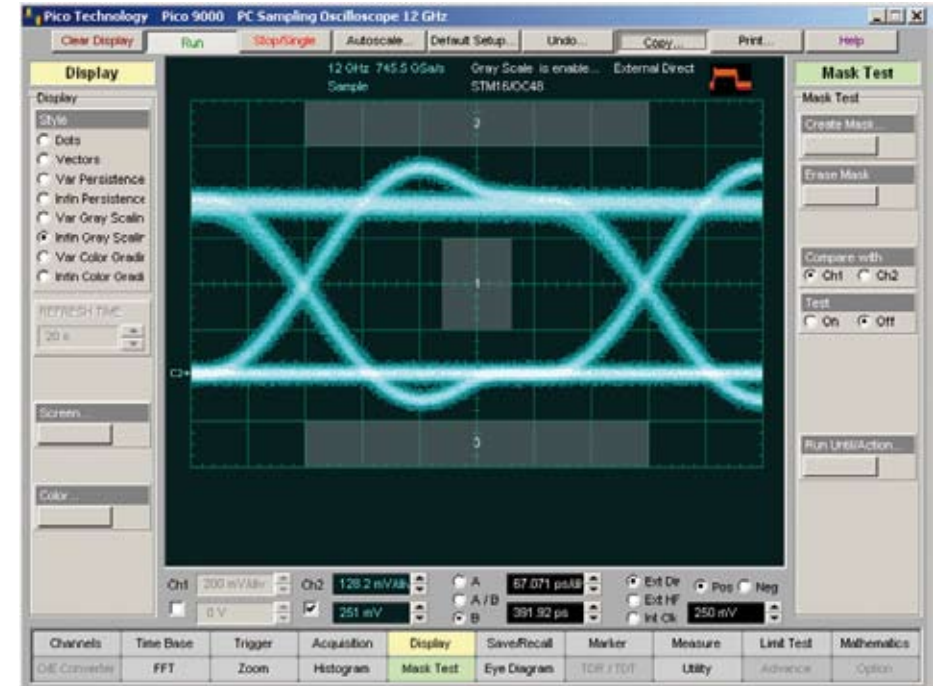 Pico Technology Pico 9000 PC Sampling Oscilloscope 12 GHz
Clear Display Run Stop/Single Autoscale... Default Setup... Undo... Copy... Print... Help
Display
Display
Style
Dots
Vectors
Var Persistence
Infin Persistence
Var Gray Scalin
Infin Gray Scalir
Var Color Gradir
Infin Color Gradi
REFRESH TIME
20 s
Screen...
Color...
12 GHz 745.5 GSa/s Gray Scale is enable... External Direct
Sample STM16/OC48
2
1
3
C2
Mask Test
Mask Test
Create Mask...
Erase Mask
Compare with
Ch1 Ch2
Test
On Off
Run Until/Action...
Ch1 200 mV/div Ch2 128.2 mV/div A 67.071 ps/div Ext Dir Pos Neg
A/B Ext HF
0 V 251 mV B 391.92 ps Int Clk 250 mV
Channels Time Base Trigger Acquisition Display Save/Recall Marker Measure Limit Test Mathematics
O/E Converter FFT Zoom Histogram Mask Test Eye Diagram TDR / TDT Utility Advance Option